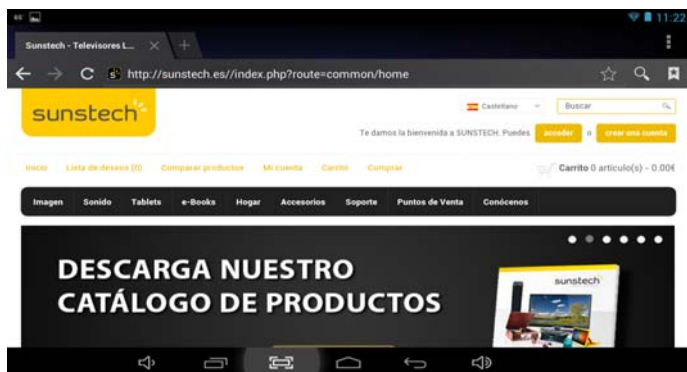 11:22
Sunstech - Televisores L...
http://sunstech.es//index.php?route=common/home
sunstech
Castellano
Buscar
Te damos la bienvenida a SUNSTECH. Puedes acceder o crear una cuenta
Inicio Lista de deseos (0) Comparar productos Mi cuenta Carrito Comprar
Carrito 0 artículo(s) - 0.00€
Imagen Sonido Tablets e-Books Hogar Accesorios Soporte Puntos de Venta Conócenos
DESCARGA NUESTRO
CATÁLOGO DE PRODUCTOS
sunstech